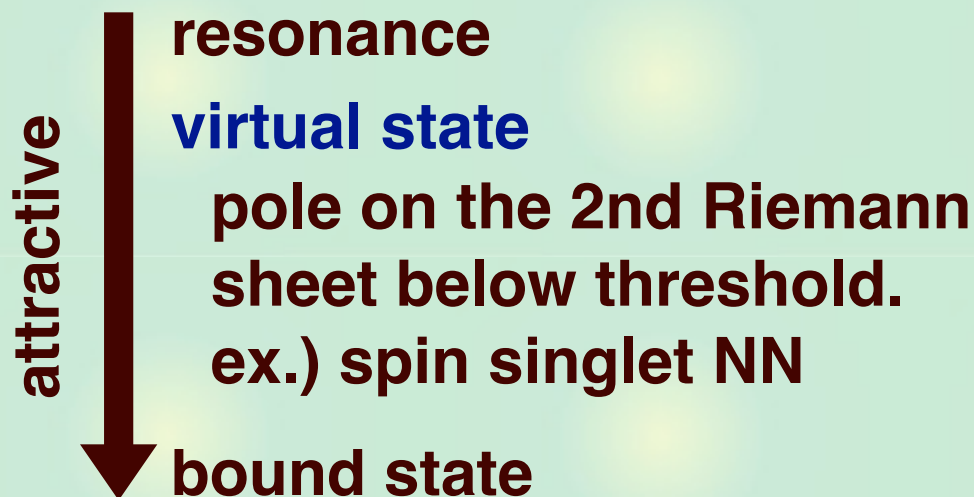 attractive
resonance
virtual state
pole on the 2nd Riemann
sheet below threshold.
ex.) spin singlet NN
bound state